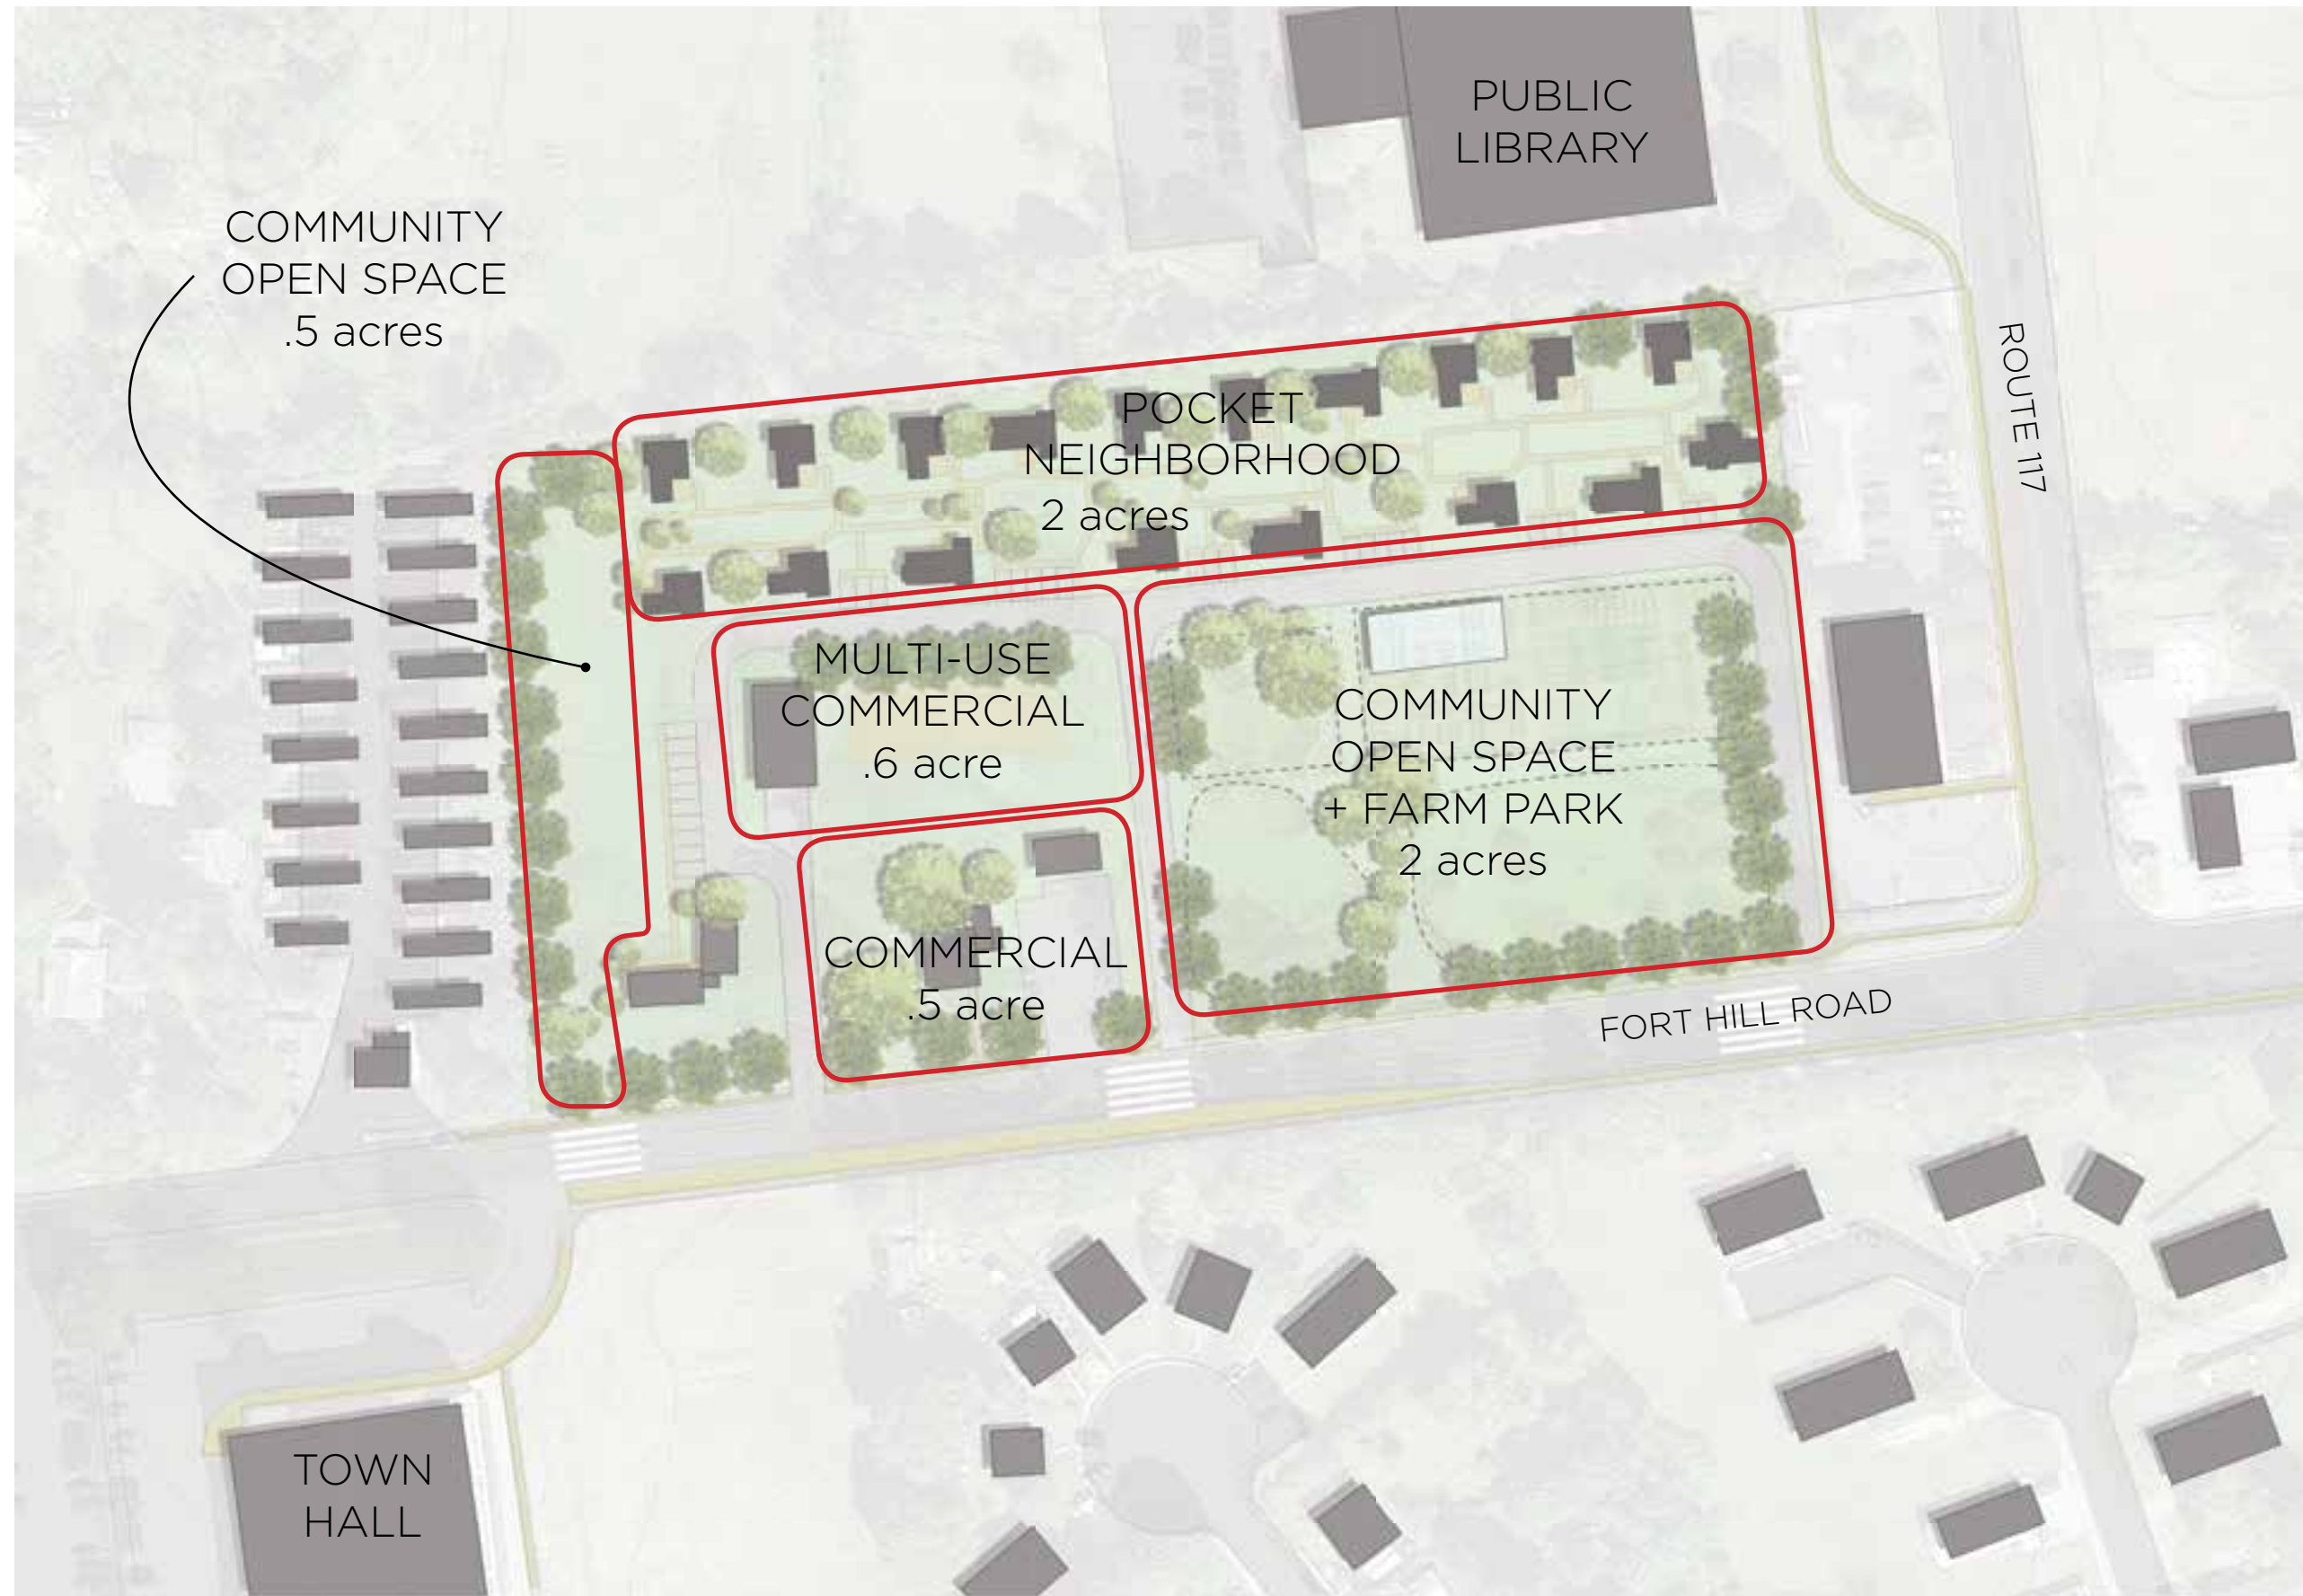 PUBLIC
LIBRARY
COMMUNITY
OPEN SPACE
.5 acres
ROUTE 117
POCKET
NEIGHBORHOOD
2 acres
MULTI-USE
COMMERCIAL
.6 acre
COMMUNITY
OPEN SPACE
+ FARM PARK
2 acres
COMMERCIAL
.5 acre
FORT HILL ROAD
TOWN
HALL